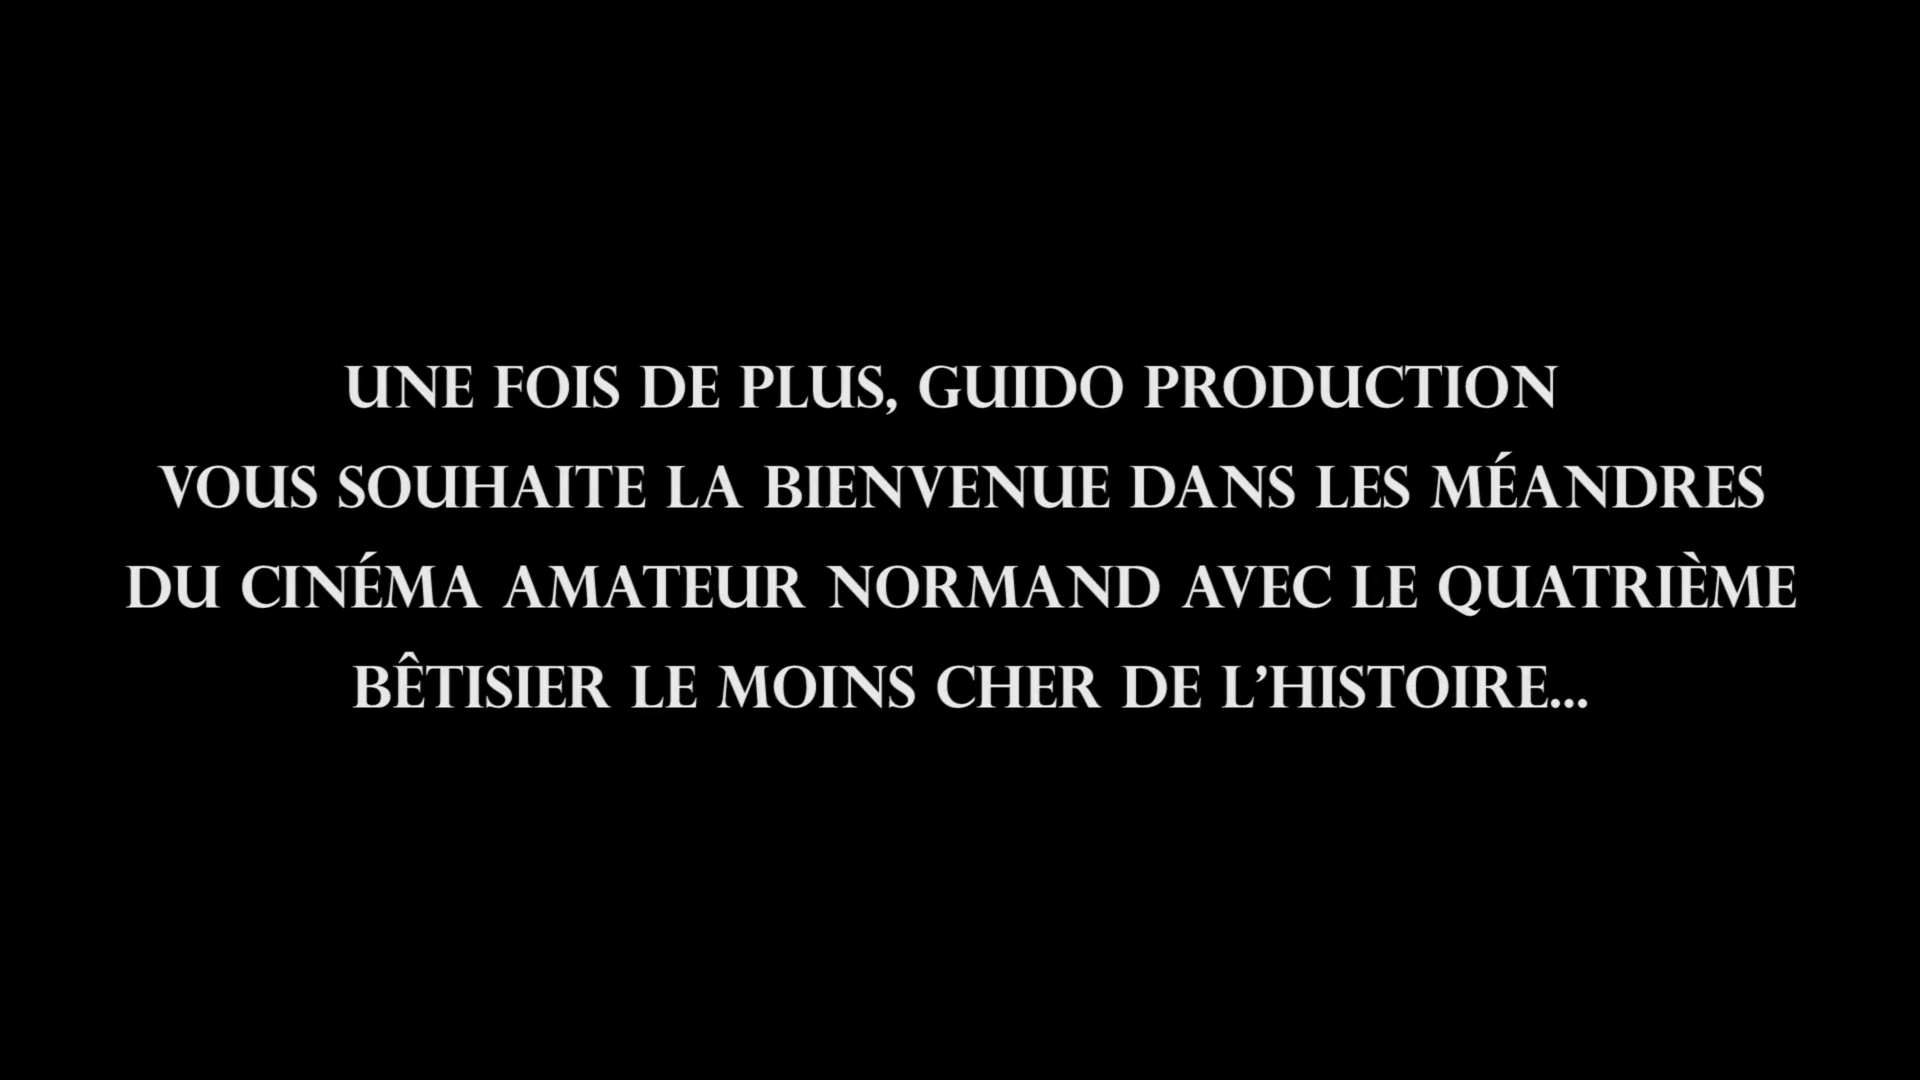 UNE FOIS DE PLUS, GUIDO PRODUCTION
VOUS SOUHAITE LA BIENVENUE DANS LES MÉANDRES
DU CINÉMA AMATEUR NORMAND AVEC LE QUATRIÈME
BÊTISIER LE MOINS CHER DE L’HISTOIRE...